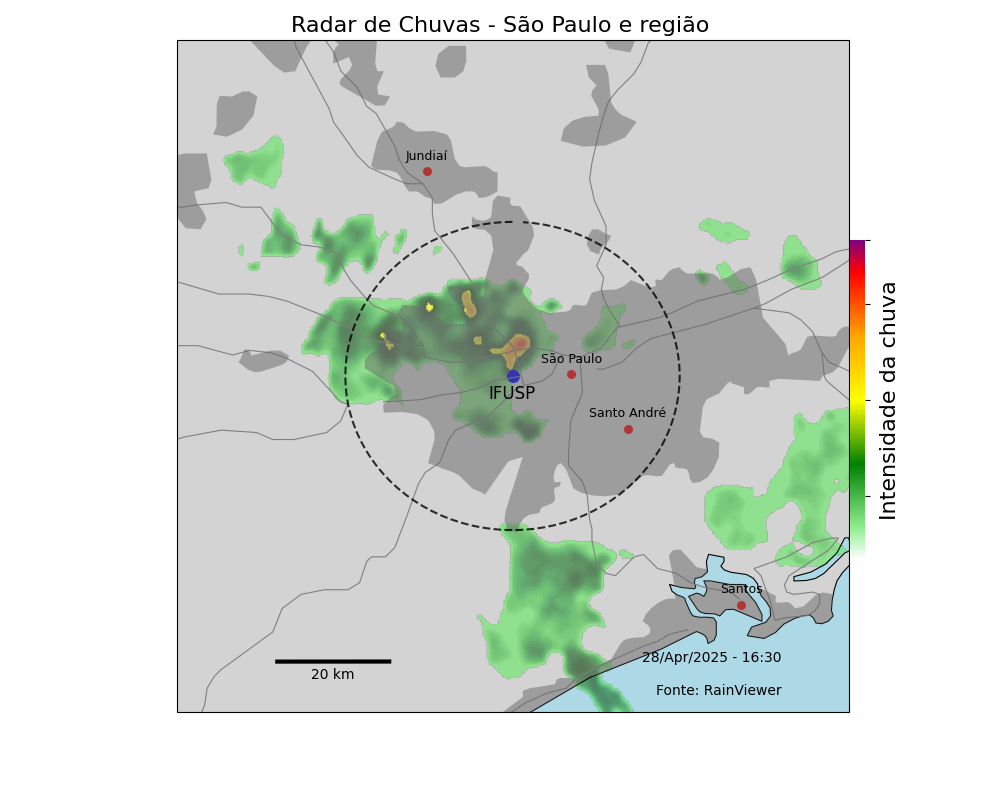 Radar de Chuvas - São Paulo e região
Jundiaí
São Paulo
IFUSP
Santo André
Intensidade da chuva
Santos
28/Apr/2025 - 16:30
20 km
Fonte: RainViewer